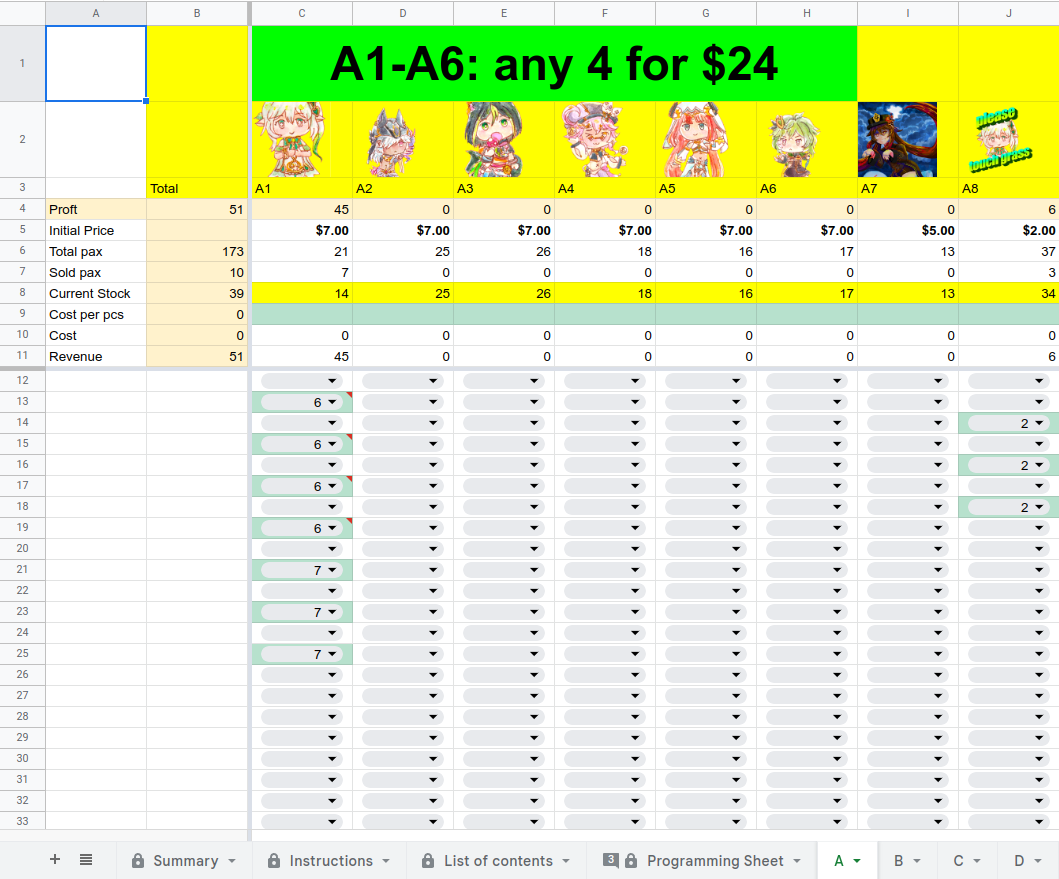 A B C D E F G H I J
1 A1-A6: any 4 for $24
2 please
touch grass
3 Total A1 A2 A3 A4 A5 A6 A7 A8
4 Proft 51 45 0 0 0 0 0 0 6
5 Initial Price $7.00 $7.00 $7.00 $7.00 $7.00 $7.00 $5.00 $2.00
6 Total pax 173 21 25 26 18 16 17 13 37
7 Sold pax 10 7 0 0 0 0 0 0 3
8 Current Stock 39 14 25 26 18 16 17 13 34
9 Cost per pcs 0
10 Cost 0 0 0 0 0 0 0 0 0
11 Revenue 51 45 0 0 0 0 0 0 6
12
13 6
14 2
15 6
16 2
17 6
18 2
19 6
20
21 7
22
23 7
24
25 7
26
27
28
29
30
31
32
33
+ Summary Instructions List of contents 3 Programming Sheet A B C D